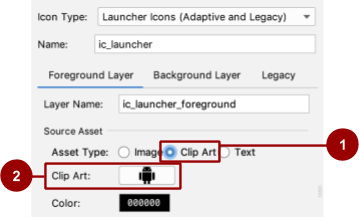 Icon Type: Launcher Icons (Adaptive and Legacy)
Name: ic_launcher
Foreground Layer Background Layer Legacy
Layer Name: ic_launcher_foreground
Source Asset
Asset Type: Image Clip Art Text
1
2
Clip Art:
Color: 000000